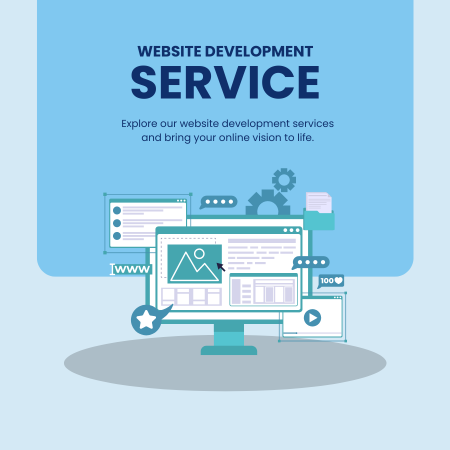 WEBSITE DEVELOPMENT
SERVICE
Explore our website development services
and bring your online vision to life.
WWW
100